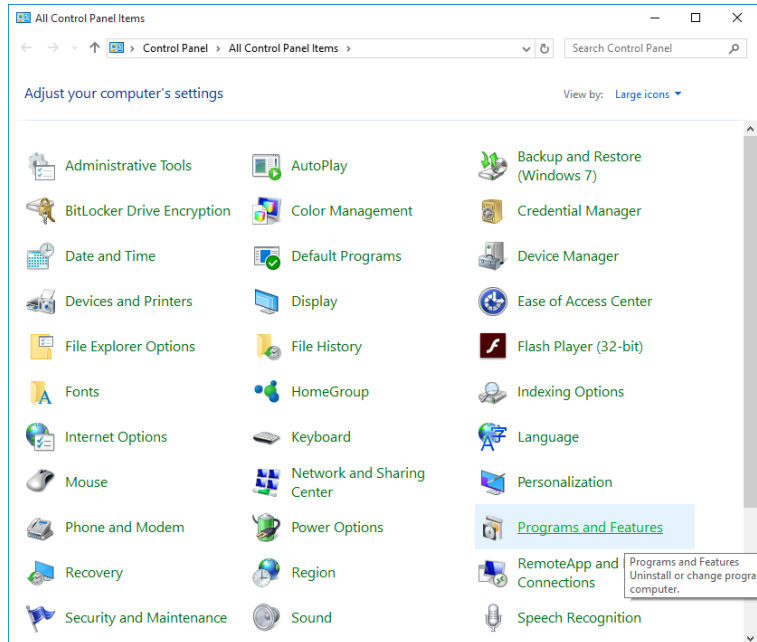 All Control Panel Items
Control Panel > All Control Panel Items >
Search Control Panel
Adjust your computer's settings
View by: Large icons
Administrative Tools
AutoPlay
Backup and Restore
(Windows 7)
BitLocker Drive Encryption
Color Management
Credential Manager
Date and Time
Default Programs
Device Manager
Devices and Printers
Display
Ease of Access Center
File Explorer Options
File History
Flash Player (32-bit)
Fonts
HomeGroup
Indexing Options
Internet Options
Keyboard
Language
Mouse
Network and Sharing
Center
Personalization
Phone and Modem
Power Options
Programs and Features
Recovery
Region
RemoteApp and
Connections
Programs and Features
Uninstall or change progra
computer.
Security and Maintenance
Sound
Speech Recognition